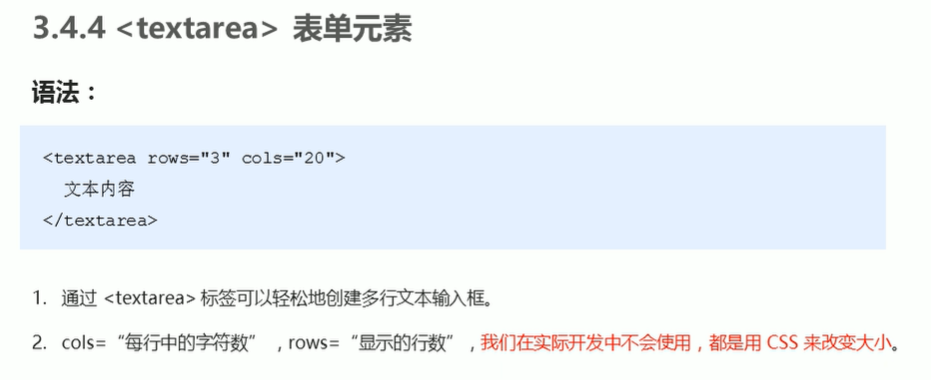 3.4.4 <textarea> 表单元素
语法：
<textarea rows="3" cols="20">
文本内容
</textarea>
1. 通过 <textarea> 标签可以轻松地创建多行文本输入框。
2. cols=“每行中的字符数” ，rows=“显示的行数”，我们在实际开发中不会使用，都是用 CSS 来改变大小。